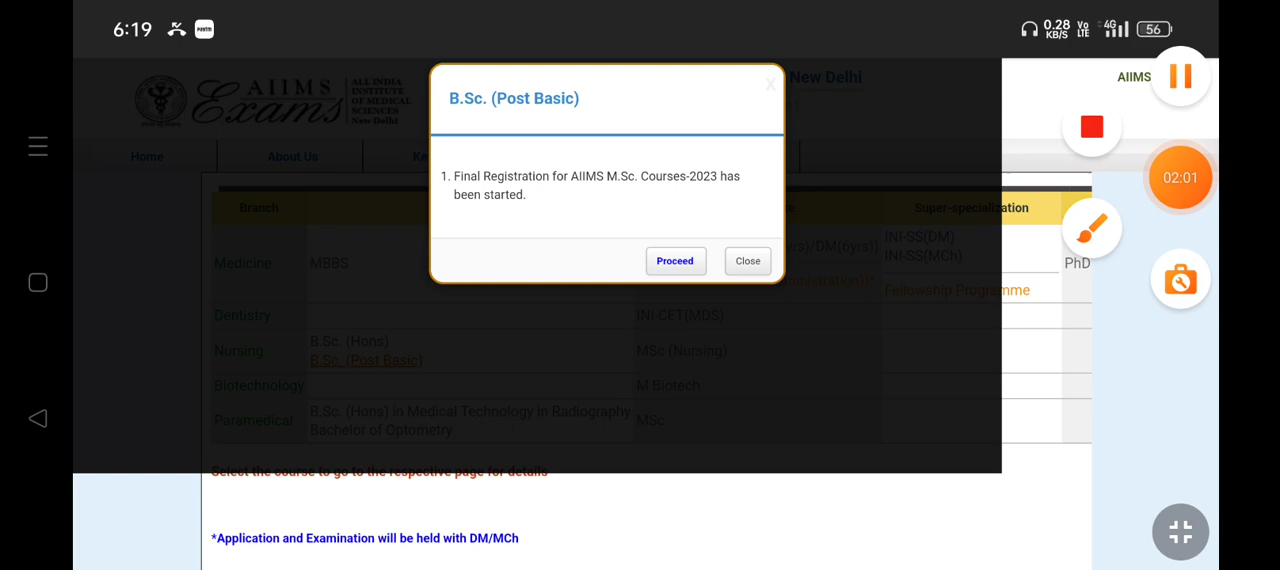 6:19
paytm
0.28
KB/S
Vo
LTE
4G
56
AIIMS
Exams
ALL INDIA
INSTITUTE
OF MEDICAL
SCIENCES
New Delhi
New Delhi
AIIMS
Home
About Us
B.Sc. (Post Basic)
X
1. Final Registration for AIIMS M.Sc. Courses-2023 has
been started.
Proceed
Close
02:01
Branch
Super-specialization
Medicine
MBBS
/DM(6yrs))
INI-SS(DM)
INI-SS(MCh)
PhD
Fellowship Programme
Dentistry
INI-CET(MDS)
Nursing
B.Sc. (Hons)
B.Sc. (Post Basic)
MSc (Nursing)
Biotechnology
M Biotech
Paramedical
B.Sc. (Hons) in Medical Technology in Radiography
Bachelor of Optometry
MSc
Select the course to go to the respective page for details
*Application and Examination will be held with DM/MCh